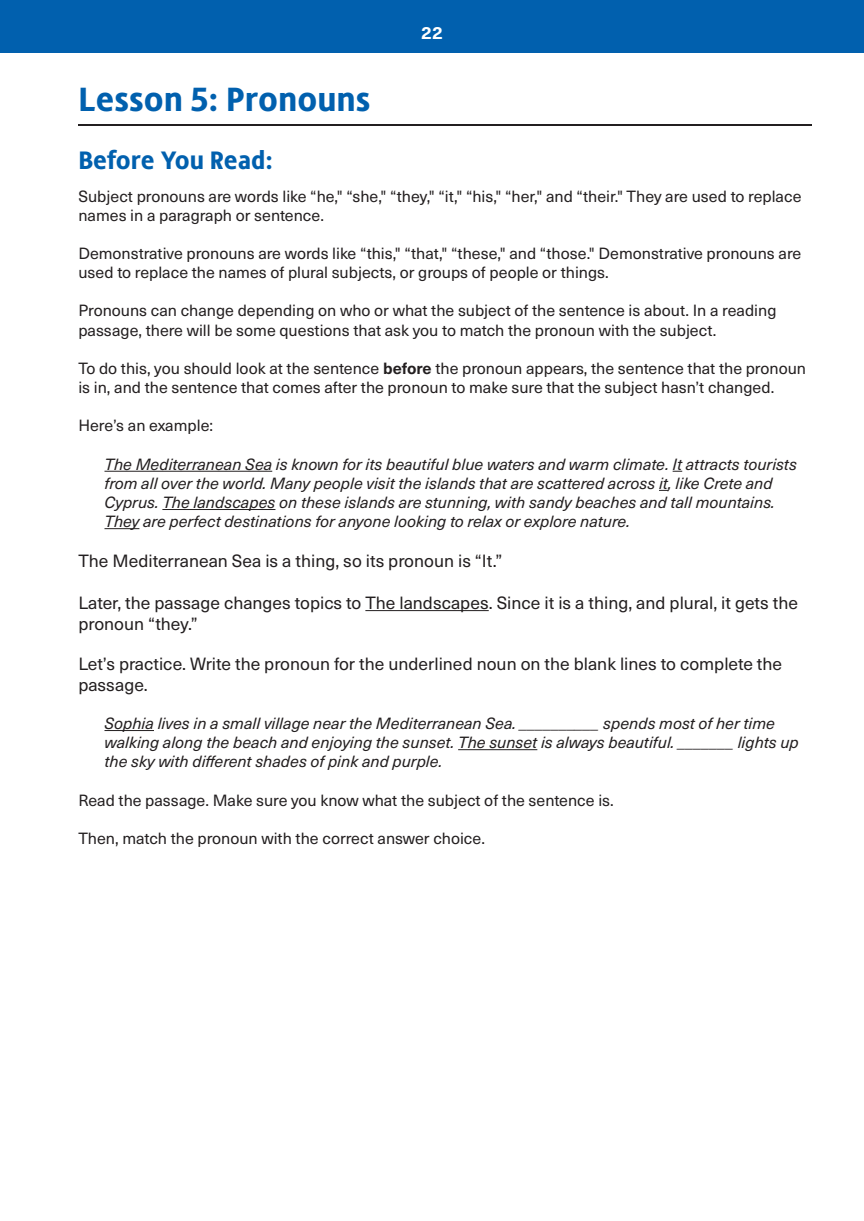 22
Lesson 5: Pronouns
Before You Read:
Subject pronouns are words like “he," “she," “they," “it," “his," “her," and “their." They are used to replace
names in a paragraph or sentence.
Demonstrative pronouns are words like “this," “that," “these," and “those." Demonstrative pronouns are
used to replace the names of plural subjects, or groups of people or things.
Pronouns can change depending on who or what the subject of the sentence is about. In a reading
passage, there will be some questions that ask you to match the pronoun with the subject.
To do this, you should look at the sentence before the pronoun appears, the sentence that the pronoun
is in, and the sentence that comes after the pronoun to make sure that the subject hasn’t changed.
Here’s an example:
The Mediterranean Sea is known for its beautiful blue waters and warm climate. It attracts tourists
from all over the world. Many people visit the islands that are scattered across it, like Crete and
Cyprus. The landscapes on these islands are stunning, with sandy beaches and tall mountains.
They are perfect destinations for anyone looking to relax or explore nature.
The Mediterranean Sea is a thing, so its pronoun is “It.”
Later, the passage changes topics to The landscapes. Since it is a thing, and plural, it gets the
pronoun “they.”
Let’s practice. Write the pronoun for the underlined noun on the blank lines to complete the
passage.
Sophia lives in a small village near the Mediterranean Sea. __________ spends most of her time
walking along the beach and enjoying the sunset. The sunset is always beautiful. _______ lights up
the sky with different shades of pink and purple.
Read the passage. Make sure you know what the subject of the sentence is.
Then, match the pronoun with the correct answer choice.